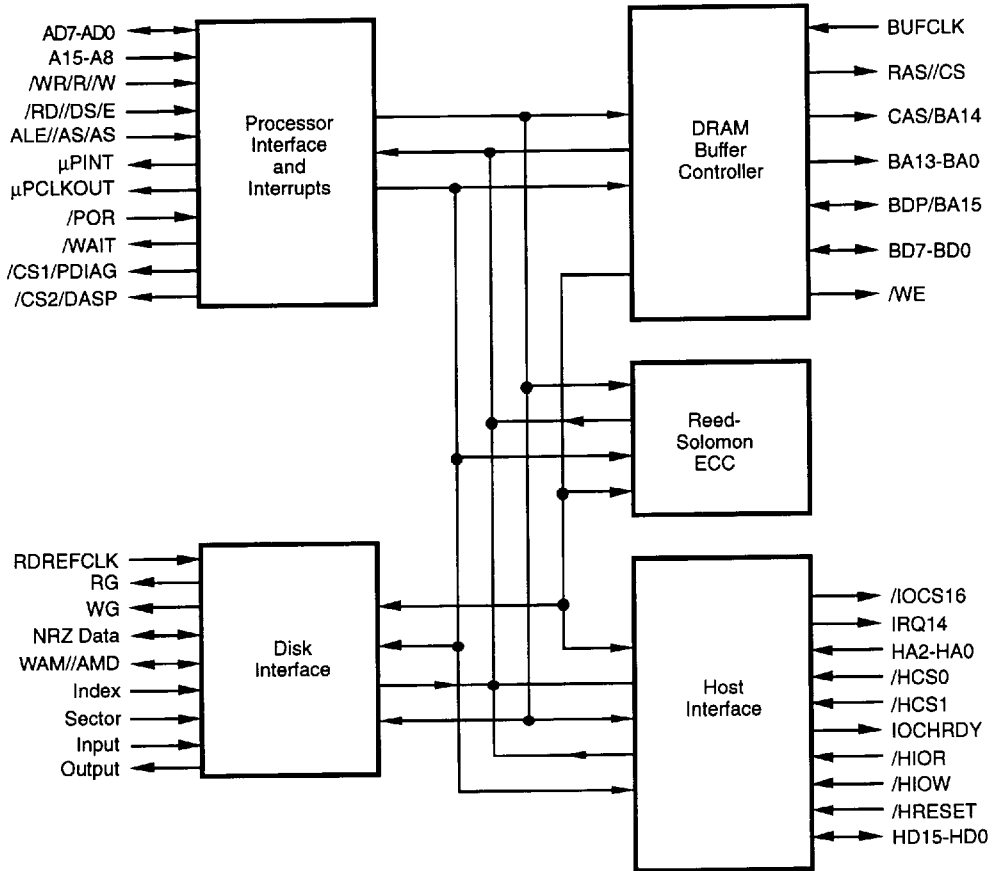 AD7-AD0
A15-A8
/WR/R//W
/RD//DS/E
ALE//AS/AS
µPINT
µPCLKOUT
/POR
/WAIT
/CS1/PDIAG
/CS2/DASP
Processor
Interface
and
Interrupts
DRAM
Buffer
Controller
BUFCLK
RAS//CS
CAS/BA14
BA13-BA0
BDP/BA15
BD7-BD0
/WE
Reed-
Solomon
ECC
RDREFCLK
RG
WG
NRZ Data
WAM//AMD
Index
Sector
Input
Output
Disk
Interface
Host
Interface
/IOCS16
IRQ14
HA2-HA0
/HCS0
/HCS1
IOCHRDY
/HIOR
/HIOW
/HRESET
HD15-HD0